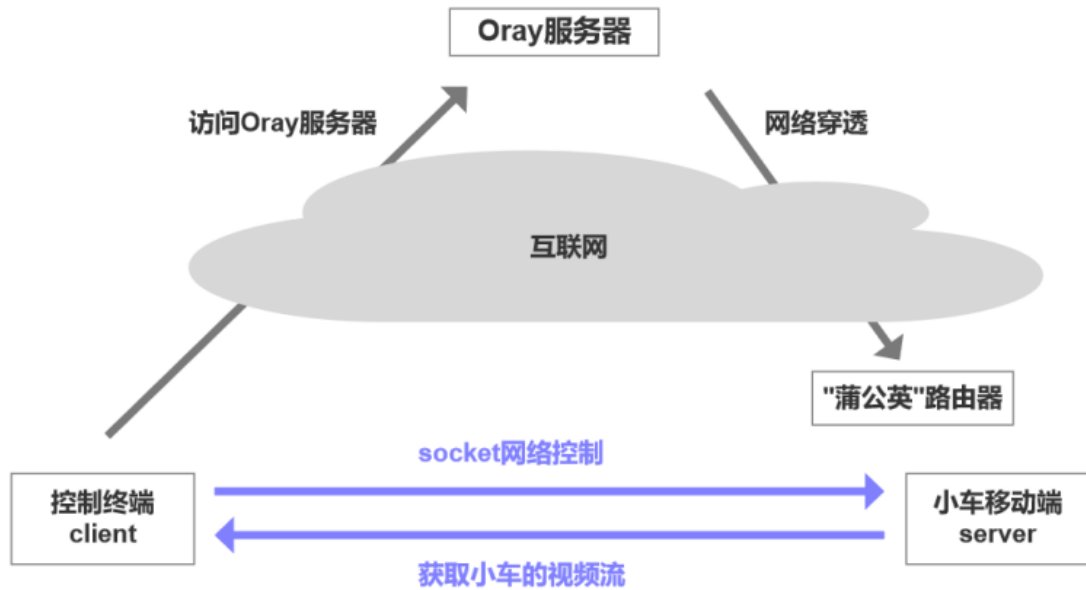 Oray服务器
访问Oray服务器
网络穿透
互联网
"蒲公英"路由器
socket网络控制
控制终端
client
小车移动端
server
获取小车的视频流